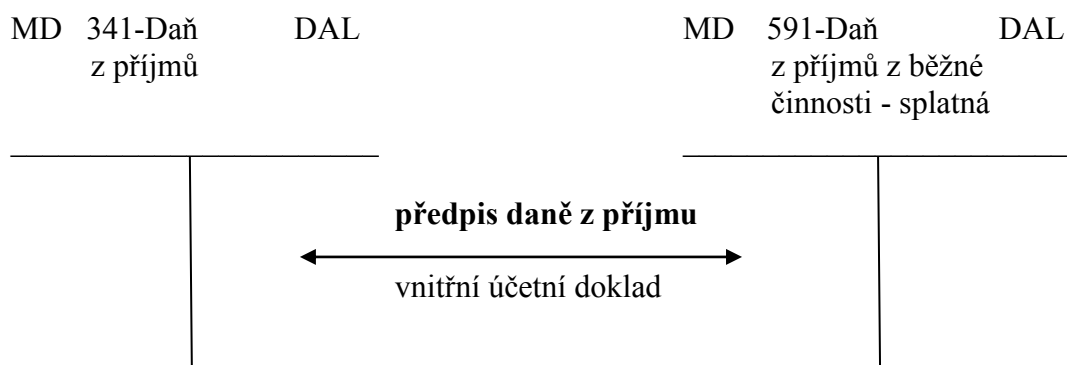 MD 341-Daň DAL
z příjmů
MD 591-Daň DAL
z příjmů z běžné
činnosti - splatná
předpis daně z příjmu
vnitřní účetní doklad